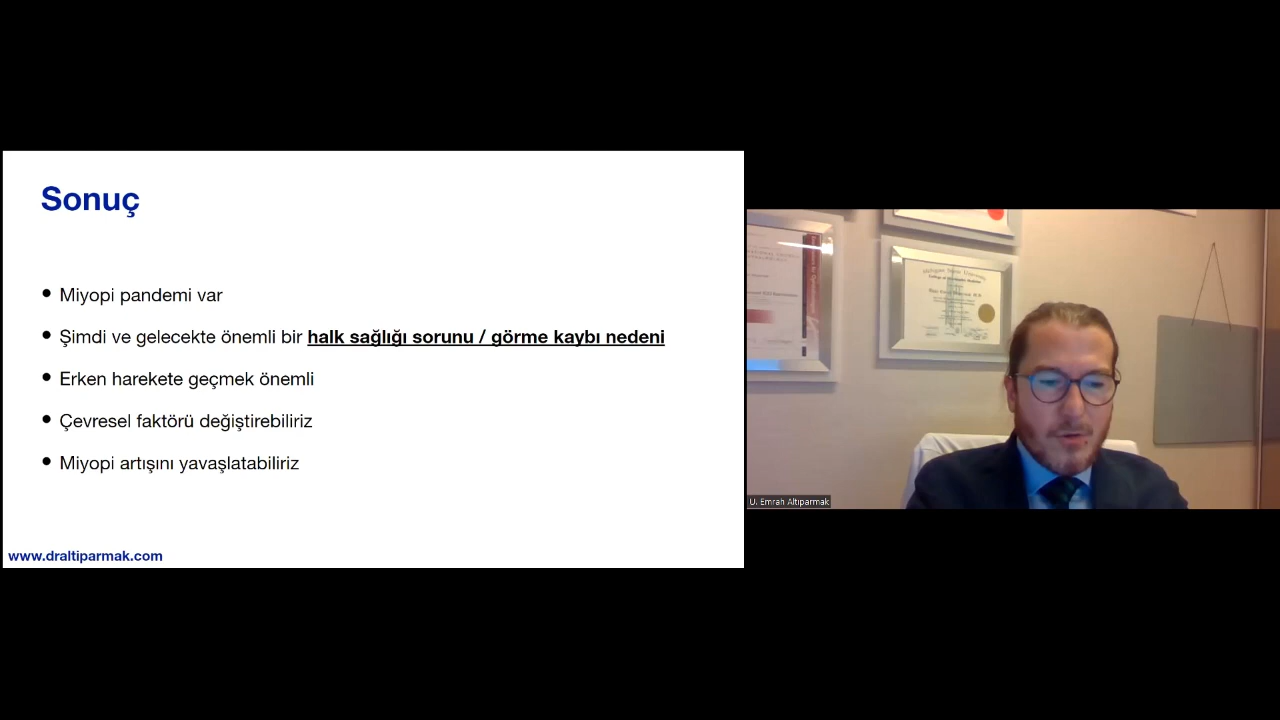 Sonuç
Miyopi pandemi var
Şimdi ve gelecekte önemli bir halk sağlığı sorunu / görme kaybı nedeni
Erken harekete geçmek önemli
Çevresel faktörü değiştirebiliriz
Miyopi artışını yavaşlatabiliriz
www.draltiparmak.com
U. Emrah Altıparmak